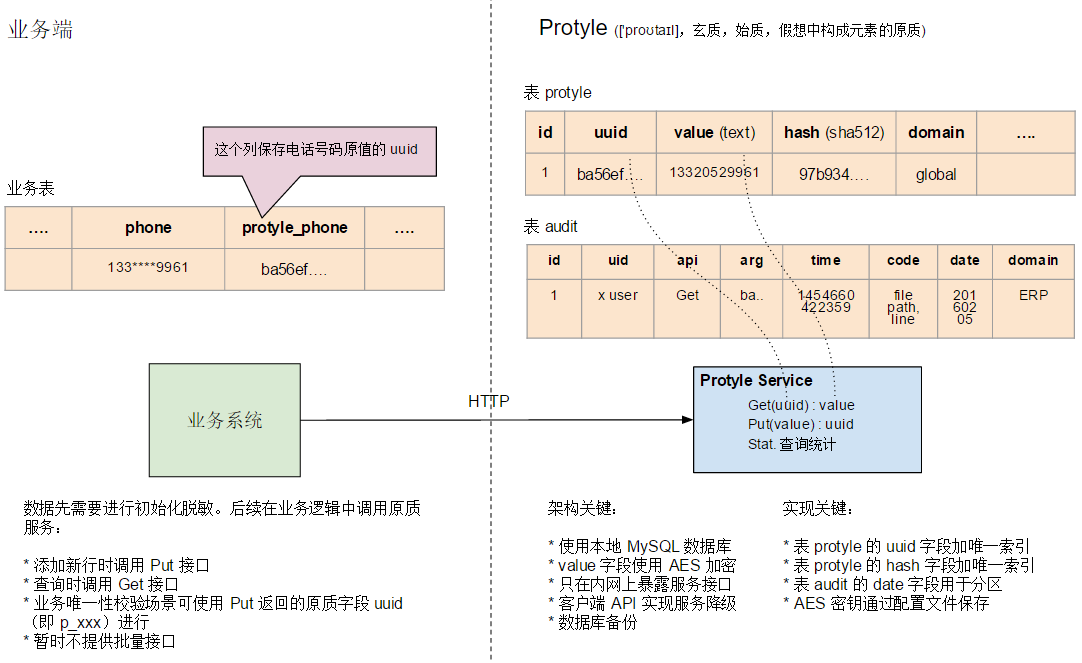 业务端
这个列保存电话号码原值的 uuid
业务表
.... phone protyle_phone ....
133****9961 ba56ef....
业务系统
HTTP
数据先需要进行初始化脱敏。后续在业务逻辑中调用原质
服务：
* 添加新行时调用 Put 接口
* 查询时调用 Get 接口
* 业务唯一性校验场景可使用 Put 返回的原质字段 uuid
（即 p_xxx）进行
* 暂时不提供批量接口
Protyle (['proʊtaɪl]，玄质，始质，假想中构成元素的原质)
表 protyle
id uuid value (text) hash (sha512) domain ....
1 ba56ef.... 13320529961 97b934.... global
表 audit
id uid api arg time code date domain
1 x user Get ba.. 1454660 file 201 ERP
422359 path, 602
line 05
Protyle Service
Get(uuid) : value
Put(value) : uuid
Stat. 查询统计
架构关键：
* 使用本地 MySQL 数据库
* value 字段使用 AES 加密
* 只在内网上暴露服务接口
* 客户端 API 实现服务降级
* 数据库备份
实现关键：
* 表 protyle 的 uuid 字段加唯一索引
* 表 protyle 的 hash 字段加唯一索引
* 表 audit 的 date 字段用于分区
* AES 密钥通过配置文件保存